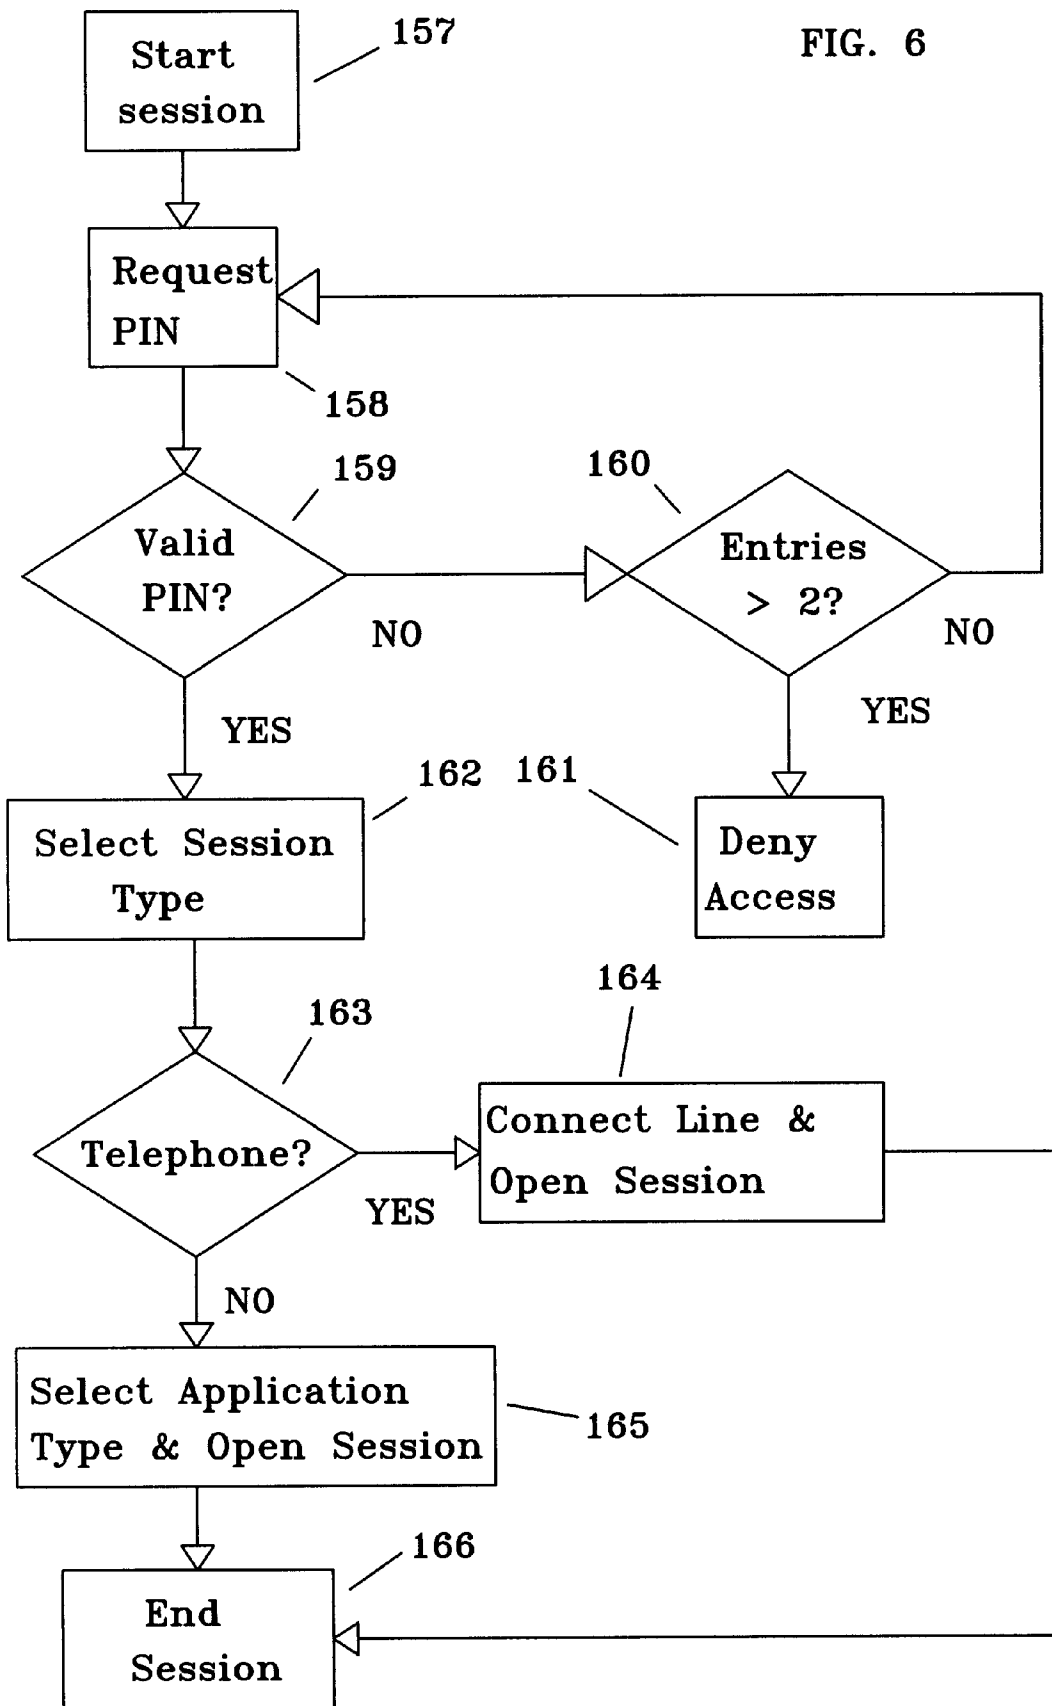 FIG. 6
157
Start
session
Request
PIN
158
159
Valid
PIN?
NO
160
Entries
> 2?
NO
YES
YES
161
Deny
Access
162
Select Session
Type
163
Telephone?
YES
164
Connect Line &
Open Session
NO
Select Application
Type & Open Session
165
166
End
Session